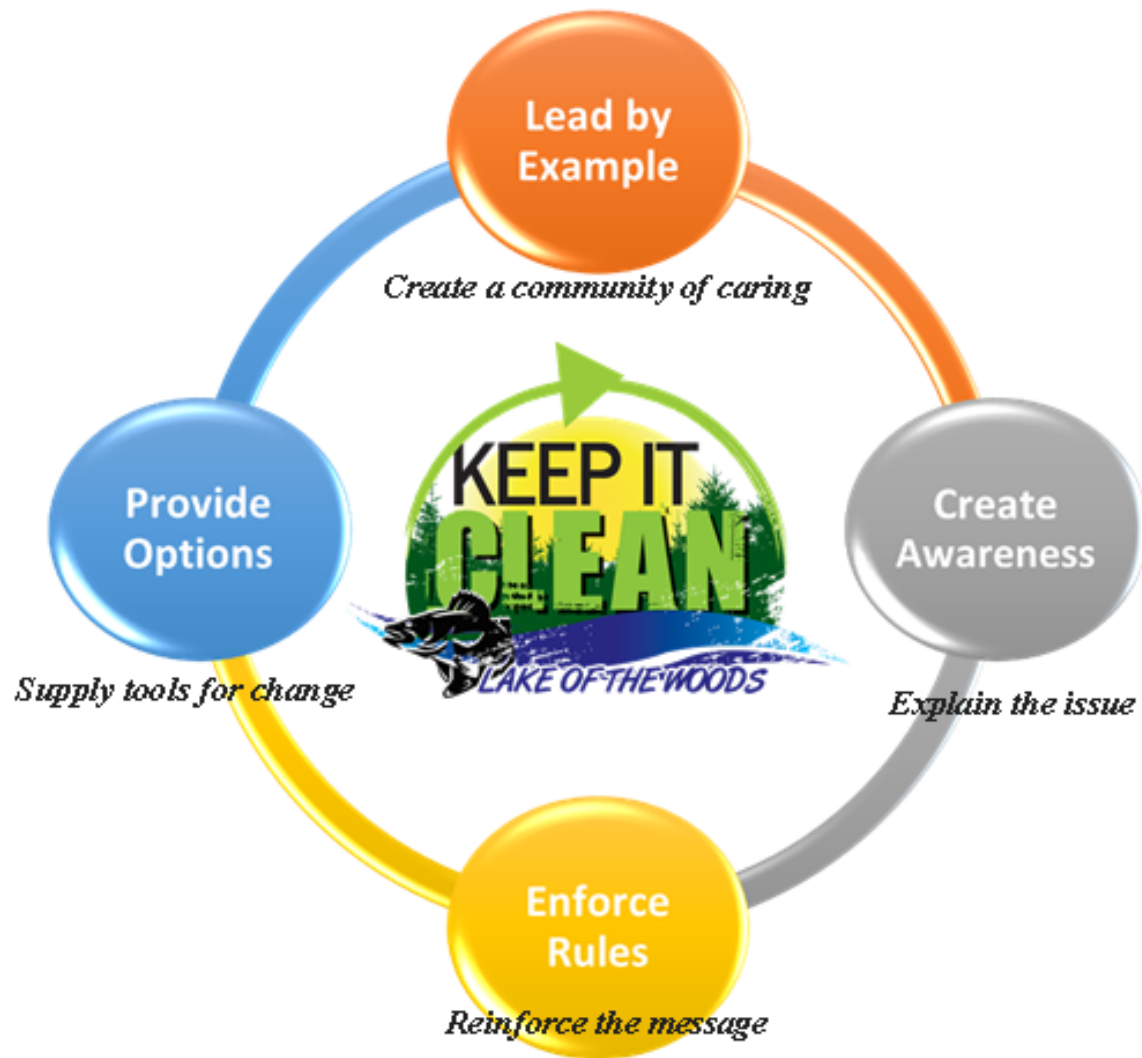 Lead by
Example
Create a community of caring
KEEP IT
CLEAN
LAKE OF THE WOODS
Provide
Options
Supply tools for change
Create
Awareness
Explain the issue
Enforce
Rules
Reinforce the message